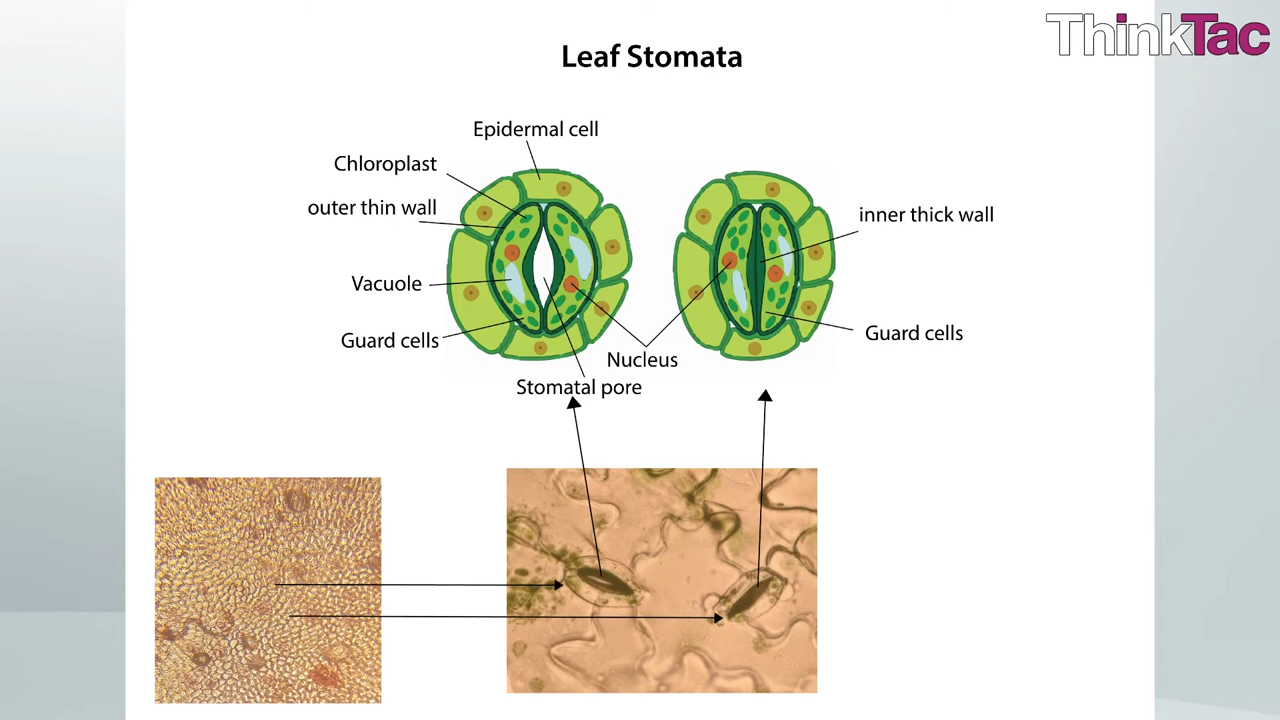 ThinkTac
Leaf Stomata
Epidermal cell
Chloroplast
outer thin wall
inner thick wall
Vacuole
Guard cells
Guard cells
Nucleus
Stomatal pore